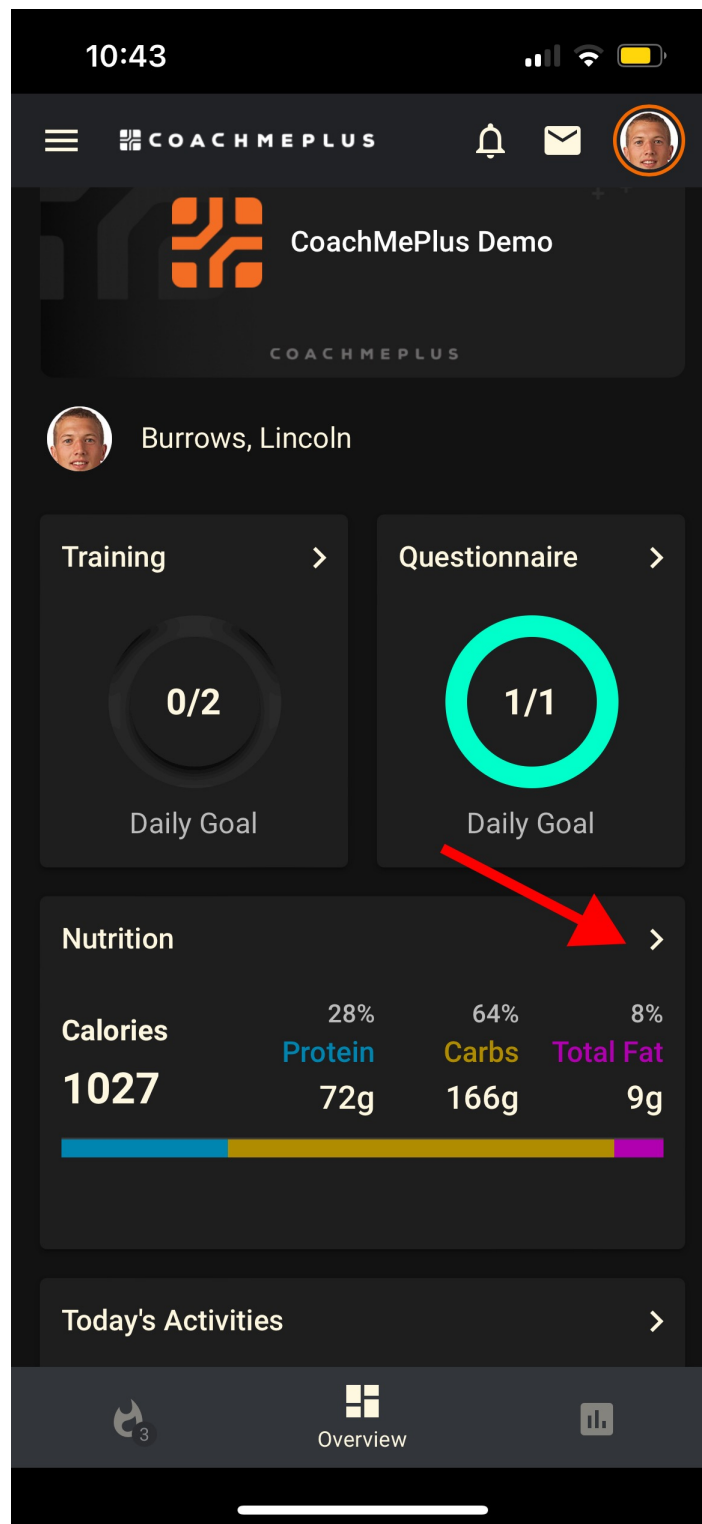 10:43
COACHMEPLUS
CoachMePlus Demo
COACHMEPLUS
Burrows, Lincoln
Training
Questionnaire
0/2
1/1
Daily Goal
Daily Goal
Nutrition
28% 64% 8%
Calories
Protein Carbs Total Fat
1027
72g 166g 9g
Today's Activities
3
Overview